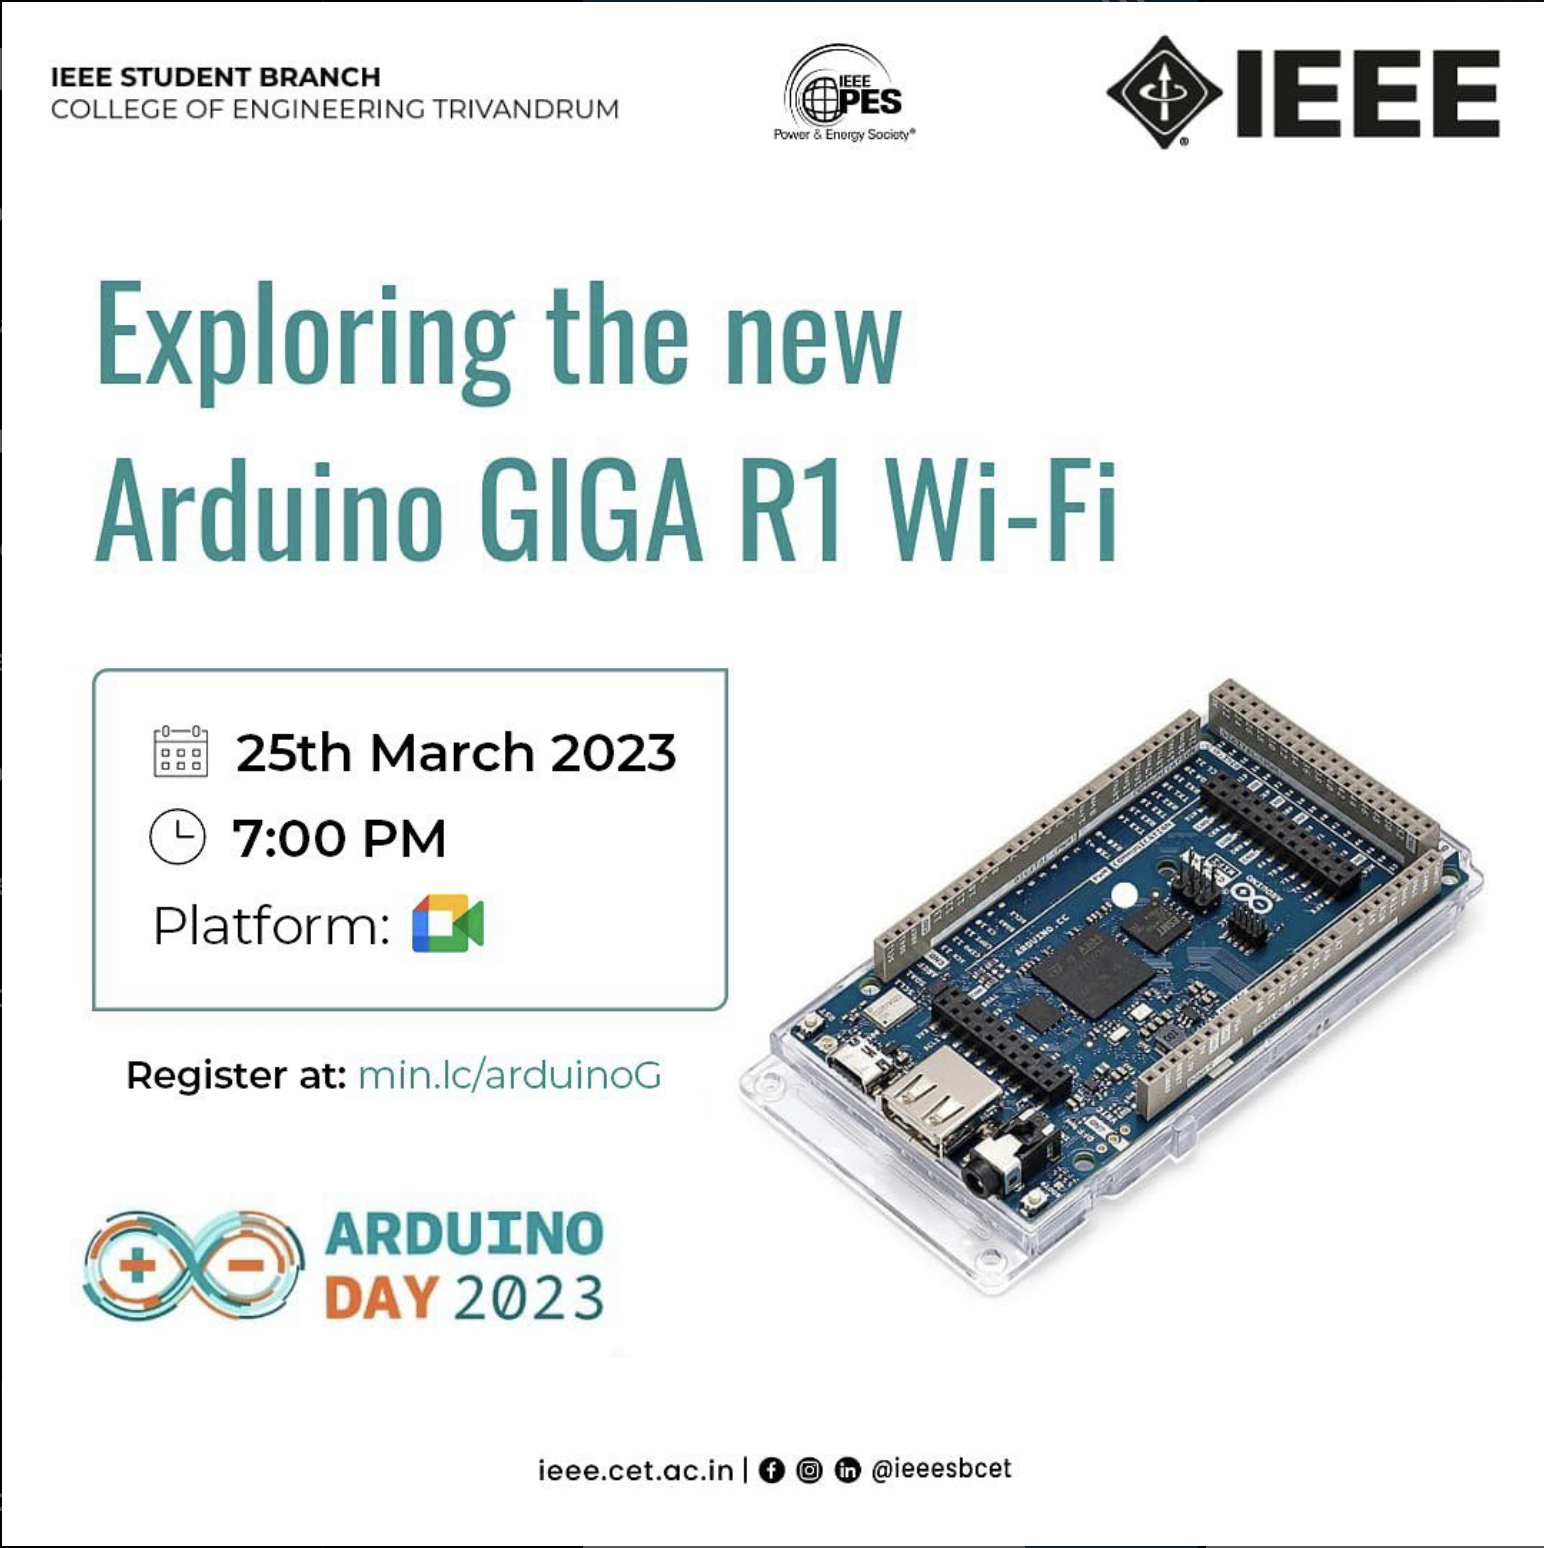 IEEE STUDENT BRANCH
COLLEGE OF ENGINEERING TRIVANDRUM
IEEE
PES
Power & Energy Society®
IEEE
®
Exploring the new
Arduino GIGA R1 Wi-Fi
25th March 2023
7:00 PM
Platform:
Register at: min.lc/arduinoG
ARDUINO.CC
ARDUINO
DAY 2023
ieee.cet.ac.in | @ieeesbcet